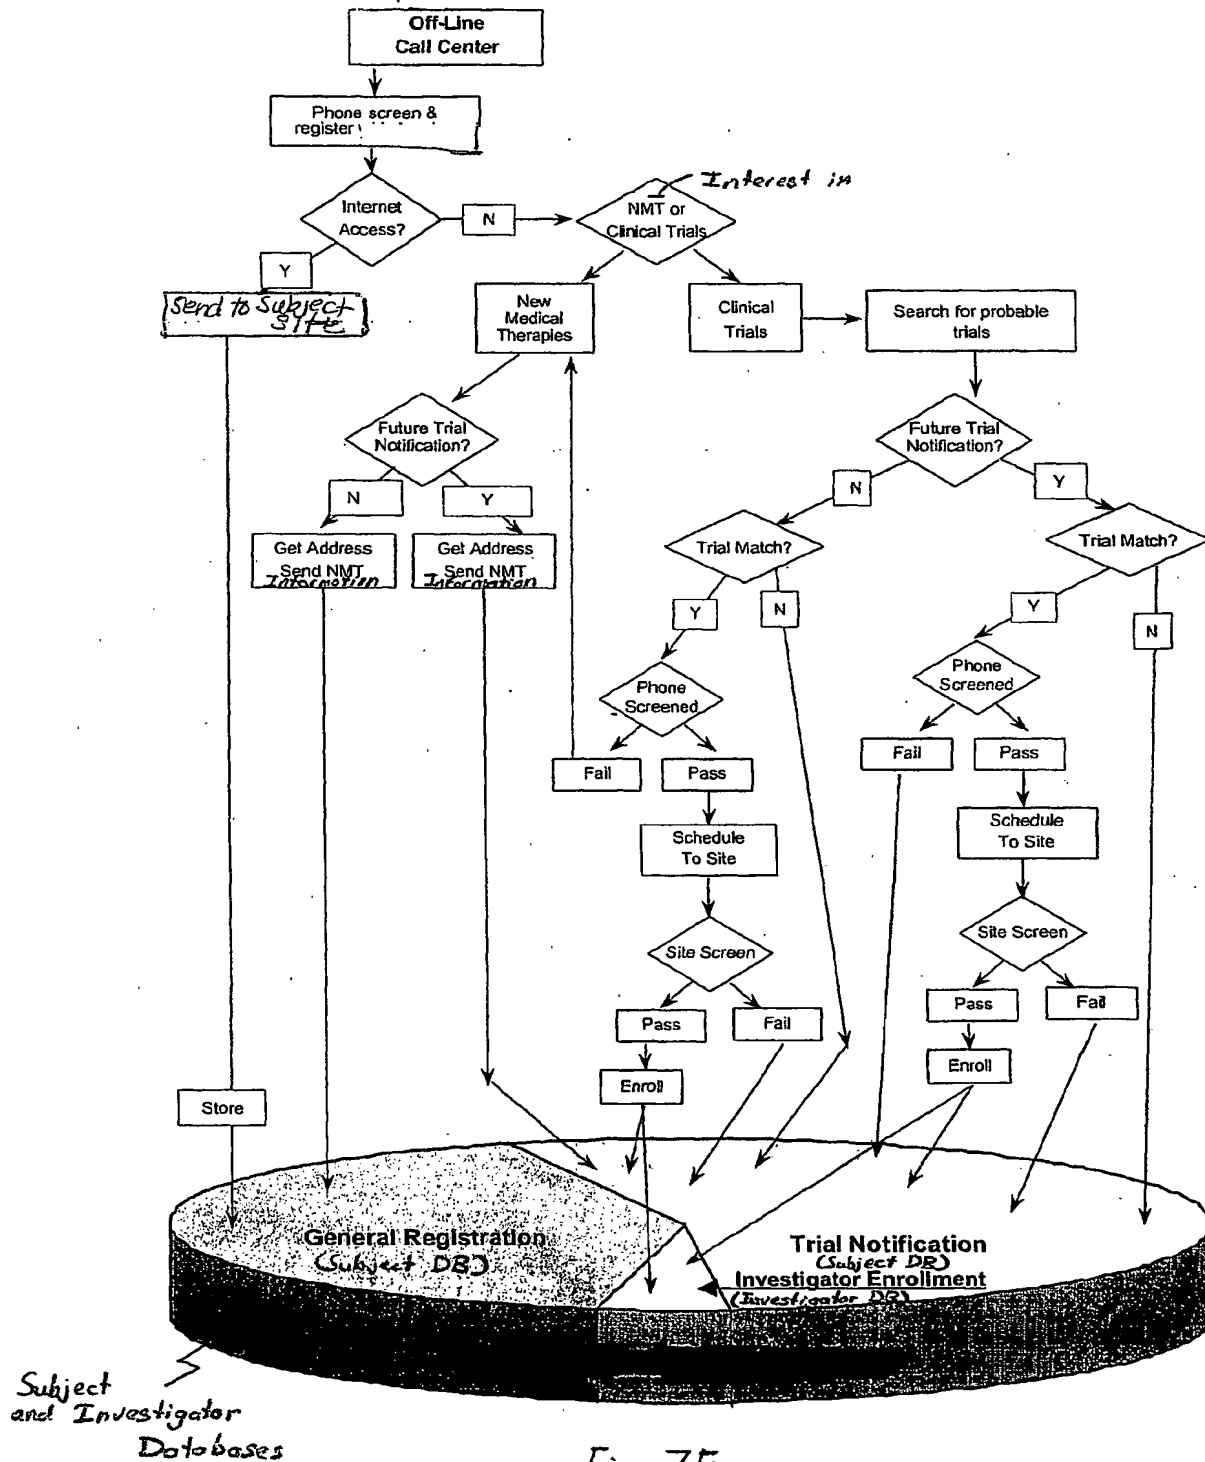 Off-Line
Call Center
Phone screen &
register
Interest in
Internet
Access?
N
NMT or
Clinical Trials
Y
Send to Subject
Site
New
Medical
Therapies
Clinical
Trials
Search for probable
trials
Future Trial
Notification?
Future Trial
Notification?
N
Y
N
Y
Get Address
Send NMT
Information
Get Address
Send NMT
Information
Trial Match?
Trial Match?
Y
N
Y
N
Phone
Screened
Phone
Screened
Fail
Pass
Fail
Pass
Schedule
To Site
Schedule
To Site
Site Screen
Site Screen
Pass
Fail
Pass
Fail
Enroll
Enroll
Store
General Registration
(Subject DB)
Trial Notification
(Subject DB)
Investigator Enrollment
(Investigator DB)
Subject
and Investigator
Databases